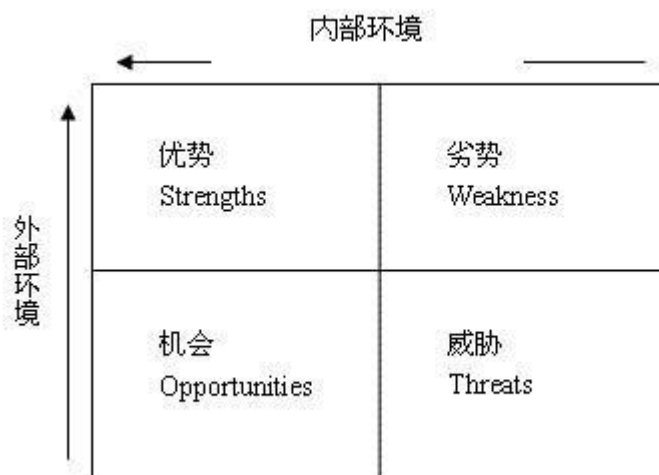 内部环境
优势
Strengths
劣势
Weakness
外部环境
机会
Opportunities
威胁
Threats